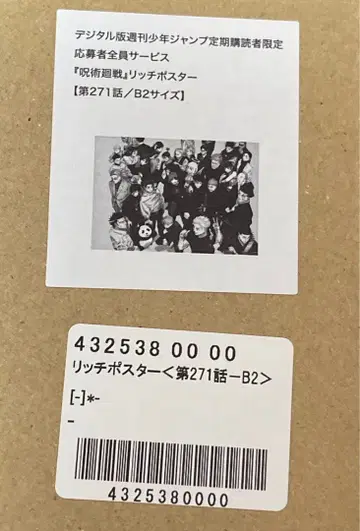 デジタル版週刊少年ジャンプ定期購読者限定
応募者全員サービス
『呪術廻戦』リッチポスター
【第271話／B2サイズ】
432538 00 00
リッチポスター＜第271話－B2＞
[-]*-
-
4325380000